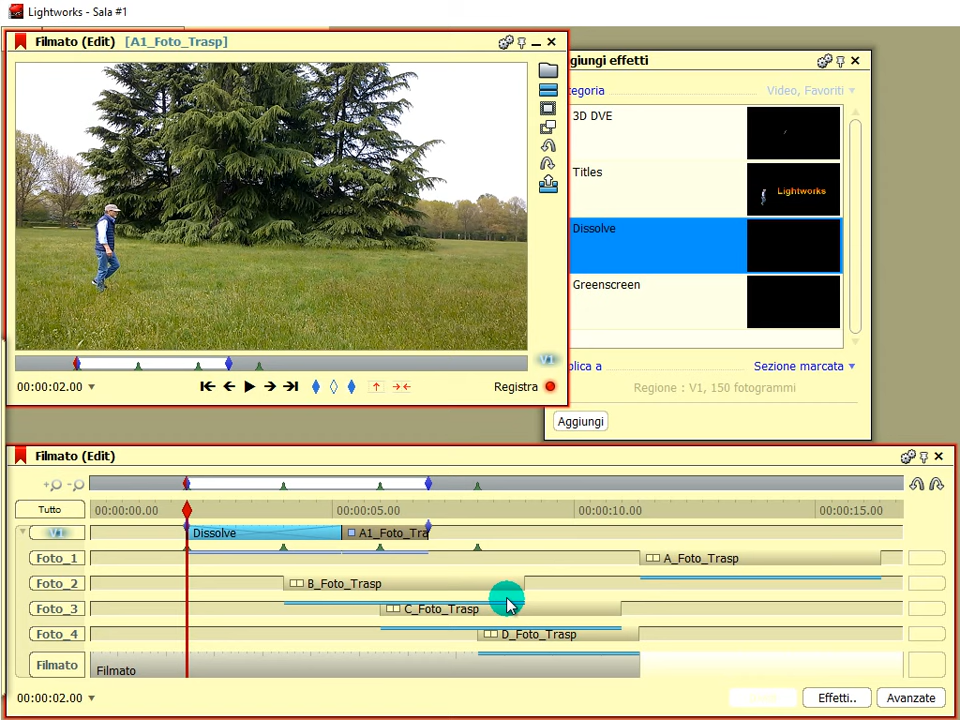 Lightworks - Sala #1
Filmato (Edit) [A1_Foto_Trasp]
giungi effetti
tegoria
Video, Favoriti
3D DVE
Titles
Lightworks
Dissolve
Greenscreen
V1
plica a
Sezione marcata
00:00:02.00
Registra
Regione : V1, 150 fotogrammi
Aggiungi
Filmato (Edit)
Tutto
00:00:00.00
00:00:05.00
00:00:10.00
00:00:15.00
V1
Dissolve
A1_Foto_Tra
Foto_1
A_Foto_Trasp
Foto_2
B_Foto_Trasp
Foto_3
C_Foto_Trasp
Foto_4
D_Foto_Trasp
Filmato
Filmato
00:00:02.00
Effetti..
Avanzate